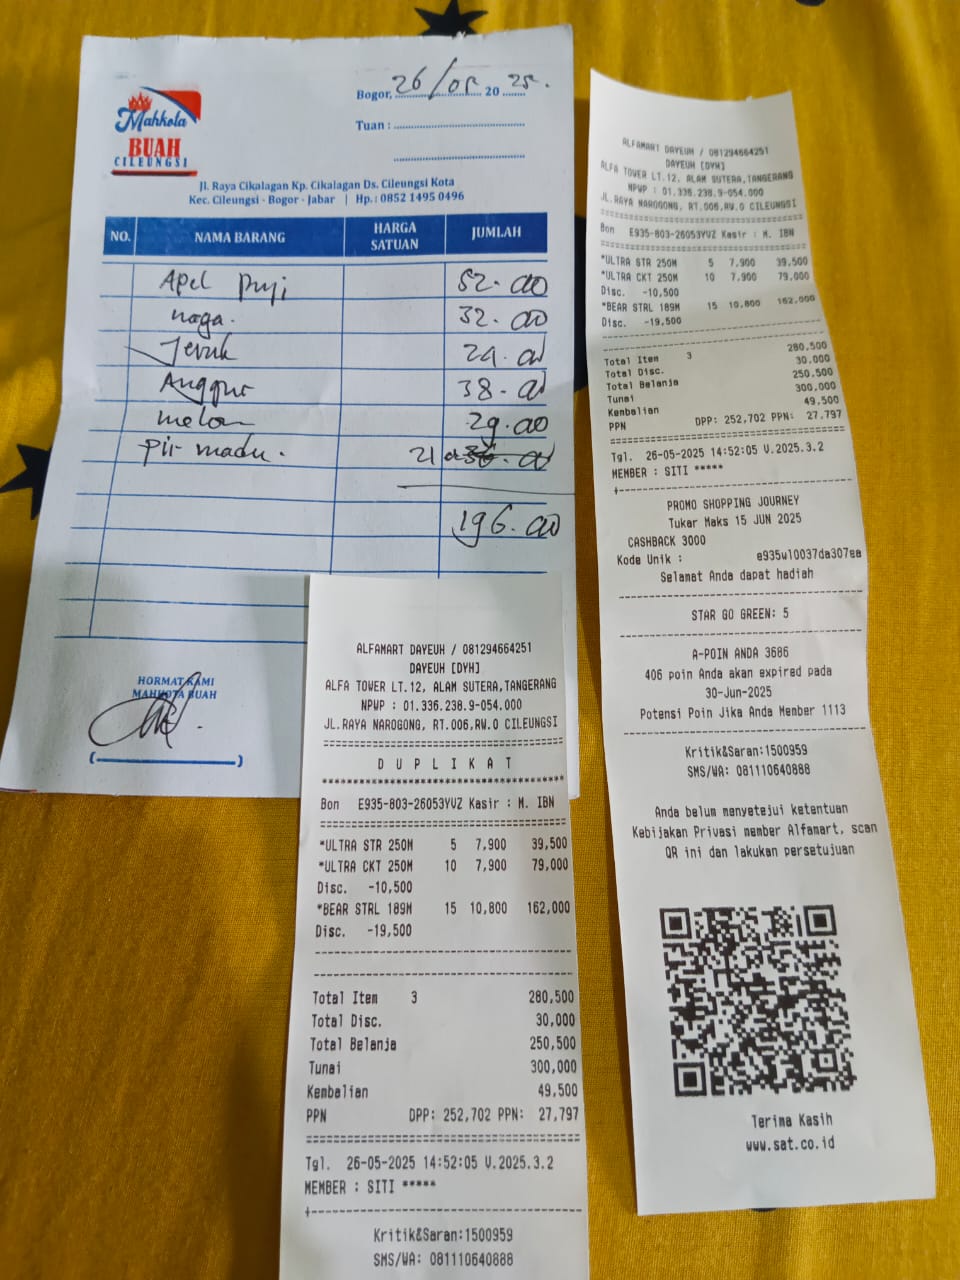 Mahkota
BUAH
CILEUNGSI
Bogor, 26/05 20 25.
Tuan :
Jl. Raya Cikalagan Kp. Cikalagan Ds. Cileungsi Kota
Kec. Cileungsi - Bogor - Jabar | Hp.: 0852 1495 0496
NO. NAMA BARANG HARGA SATUAN JUMLAH
Apel puji 52.00
naga. 32.00
Jeruk 24.00
Anggur 38.00
melon 29.00
pir madu. 21
196.00
HORMAT KAMI
MAHKOTA BUAH
(                    )
ALFAMART DAYEUH / 081294664251
DAYEUH [DYH]
ALFA TOWER LT.12, ALAM SUTERA,TANGERANG
NPWP : 01.336.238.9-054.000
JL.RAYA NAROGONG, RT.006,RW.0 CILEUNGSI
D U P L I K A T
Bon E935-803-26053YVZ Kasir : M. IBN
*ULTRA STR 250M 5 7,900 39,500
*ULTRA CKT 250M 10 7,900 79,000
Disc. -10,500
*BEAR STRL 189M 15 10,800 162,000
Disc. -19,500
Total Item 3 280,500
Total Disc. 30,000
Total Belanja 250,500
Tunai 300,000
Kembalian 49,500
PPN DPP: 252,702 PPN: 27,797
Tgl. 26-05-2025 14:52:05 V.2025.3.2
MEMBER : SITI *****
Kritik&Saran:1500959
SMS/WA: 081110640888
ALFAMART DAYEUH / 081294664251
DAYEUH [DYH]
ALFA TOWER LT.12, ALAM SUTERA,TANGERANG
NPWP : 01.336.238.9-054.000
JL.RAYA NAROGONG, RT.006,RW.0 CILEUNGSI
Bon E935-803-26053YVZ Kasir : M. IBN
*ULTRA STR 250M 5 7,900 39,500
*ULTRA CKT 250M 10 7,900 79,000
Disc. -10,500
*BEAR STRL 189M 15 10,800 162,000
Disc. -19,500
Total Item 3 280,500
Total Disc. 30,000
Total Belanja 250,500
Tunai 300,000
Kembalian 49,500
PPN DPP: 252,702 PPN: 27,797
Tgl. 26-05-2025 14:52:05 V.2025.3.2
MEMBER : SITI *****
PROMO SHOPPING JOURNEY
Tukar Maks 15 JUN 2025
CASHBACK 3000
Kode Unik : e935w10037da307ea
Selamat Anda dapat hadiah
STAR GO GREEN: 5
A-POIN ANDA 3686
406 poin Anda akan expired pada
30-Jun-2025
Potensi Poin Jika Anda Member 1113
Kritik&Saran:1500959
SMS/WA: 081110640888
Anda belum menyetejui ketentuan
Kebijakan Privasi member Alfamart, scan
QR ini dan lakukan persetujuan
Terima Kasih
www.sat.co.id